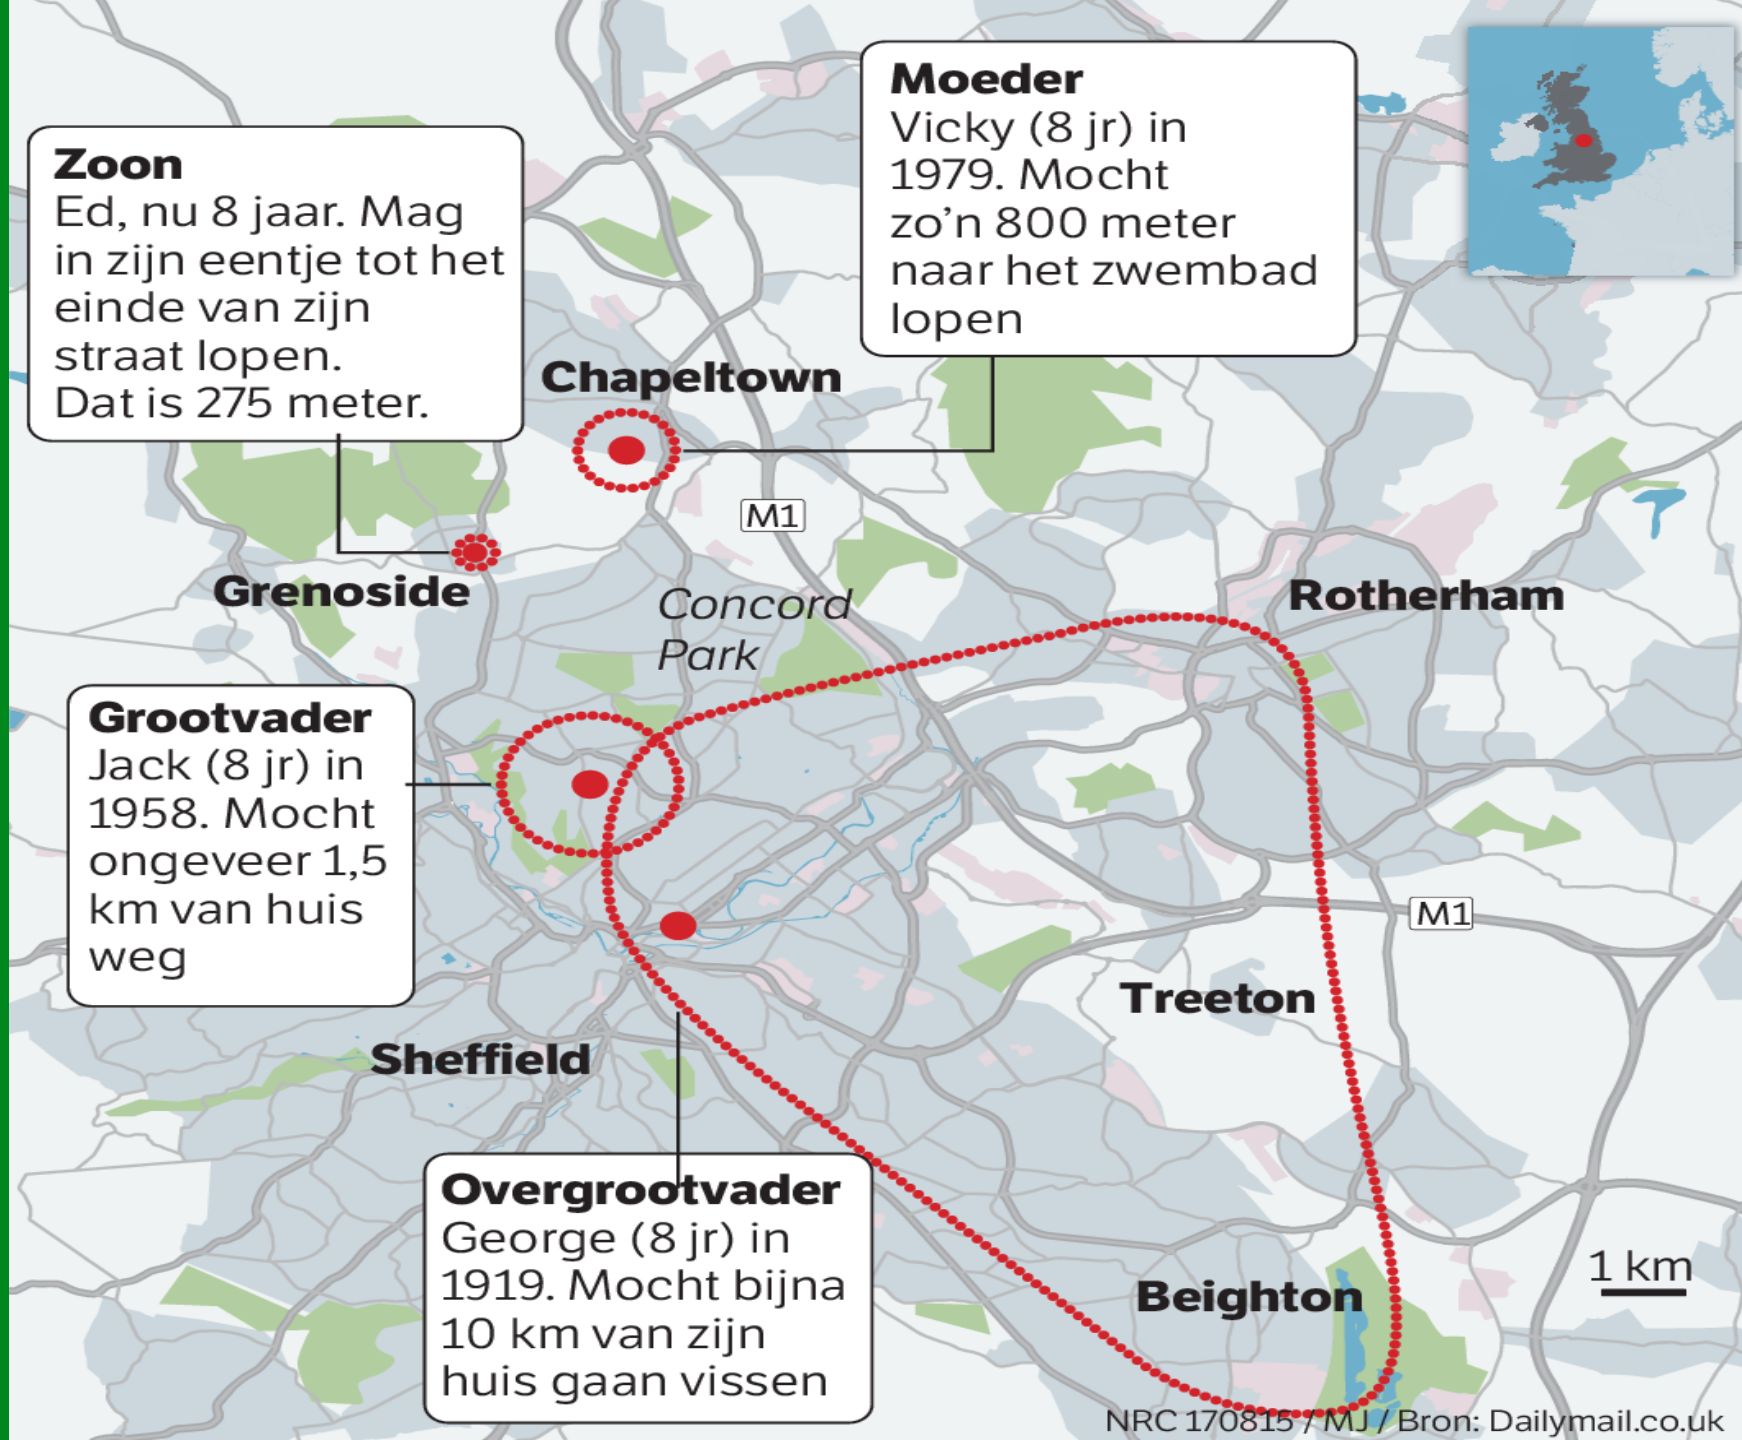 Moeder
Vicky (8 jr) in
1979. Mocht
zo’n 800 meter
naar het zwembad
lopen
Zoon
Ed, nu 8 jaar. Mag
in zijn eentje tot het
einde van zijn
straat lopen.
Dat is 275 meter.
Chapeltown
M1
Grenoside
Concord
Park
Rotherham
Grootvader
Jack (8 jr) in
1958. Mocht
ongeveer 1,5
km van huis
weg
M1
Treeton
Sheffield
Overgrootvader
George (8 jr) in
1919. Mocht bijna
10 km van zijn
huis gaan vissen
Beighton
1 km
NRC 170815 / MJ / Bron: Dailymail.co.uk